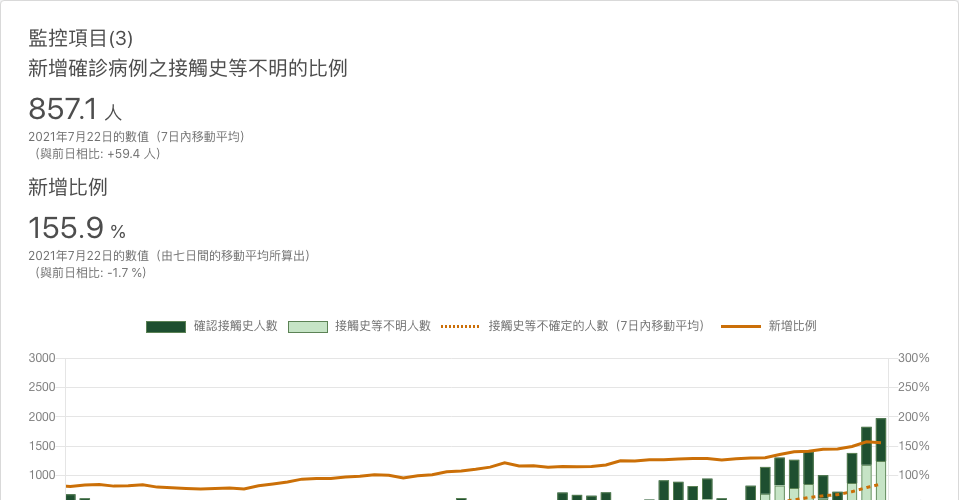 監控項目(3)
新增確診病例之接觸史等不明的比例
857.1 人
2021年7月22日的數值（7日內移動平均）
（與前日相比: +59.4 人）
新增比例
155.9 %
2021年7月22日的數值（由七日間的移動平均所算出）
（與前日相比: -1.7 %）
確認接觸史人數 接觸史等不明人數 接觸史等不確定的人數（7日內移動平均） 新增比例
3000 300%
2500 250%
2000 200%
1500 150%
1000 100%